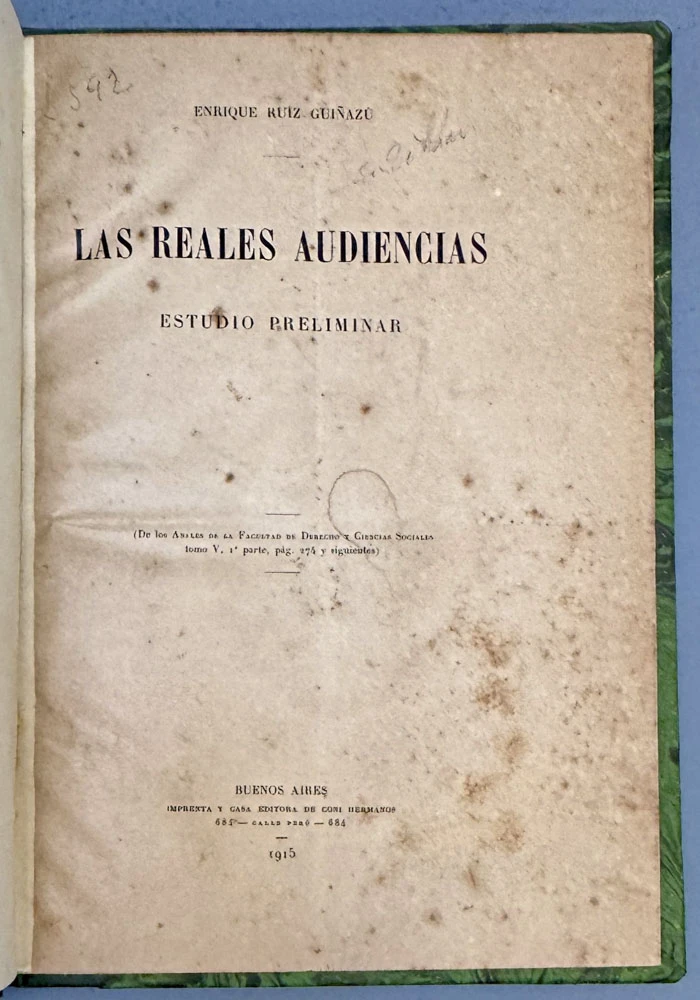 592
ENRIQUE RUIZ GUIÑAZÚ
LAS REALES AUDIENCIAS
ESTUDIO PRELIMINAR
(De los ANALES DE LA FACULTAD DE DERECHO Y CIENCIAS SOCIALES
tomo V, 1ª parte, pág. 274 y siguientes)
BUENOS AIRES
IMPRENTA Y CASA EDITORA DE CONI HERMANOS
684 — CALLE PERÚ — 684
1915